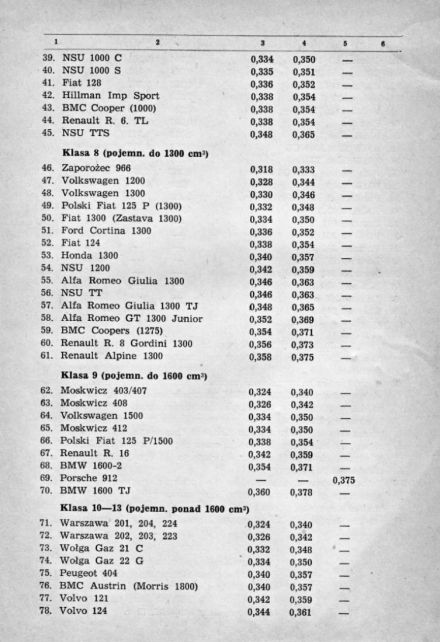 1 2 3 4 5 6
39. NSU 1000 C 0,334 0,350 —
40. NSU 1000 S 0,335 0,351 —
41. Fiat 128 0,336 0,352 —
42. Hillman Imp Sport 0,338 0,354 —
43. BMC Cooper (1000) 0,338 0,354 —
44. Renault R. 6. TL 0,338 0,354 —
45. NSU TTS 0,348 0,365 —
Klasa 8 (pojemn. do 1300 cm³)
46. Zaporożec 966 0,318 0,333 —
47. Volkswagen 1200 0,328 0,344 —
48. Volkswagen 1300 0,330 0,346 —
49. Polski Fiat 125 P (1300) 0,332 0,348 —
50. Fiat 1300 (Zastava 1300) 0,334 0,350 —
51. Ford Cortina 1300 0,336 0,352 —
52. Fiat 124 0,338 0,354 —
53. Honda 1300 0,340 0,357 —
54. NSU 1200 0,342 0,359 —
55. Alfa Romeo Giulia 1300 0,346 0,363 —
56. NSU TT 0,346 0,363 —
57. Alfa Romeo Giulia 1300 TJ 0,348 0,365 —
58. Alfa Romeo GT 1300 Junior 0,352 0,369 —
59. BMC Coopers (1275) 0,354 0,371 —
60. Renault R. 8 Gordini 1300 0,356 0,373 —
61. Renault Alpine 1300 0,358 0,375 —
Klasa 9 (pojemn. do 1600 cm³)
62. Moskwicz 403/407 0,324 0,340 —
63. Moskwicz 408 0,326 0,342 —
64. Volkswagen 1500 0,334 0,350 —
65. Moskwicz 412 0,334 0,350 —
66. Polski Fiat 125 P/1500 0,338 0,354 —
67. Renault R. 16 0,342 0,359 —
68. BMW 1600-2 0,354 0,371 —
69. Porsche 912 — — 0,375
70. BMW 1600 TJ 0,360 0,378 —
Klasa 10—13 (pojemn. ponad 1600 cm³)
71. Warszawa 201, 204, 224 0,324 0,340 —
72. Warszawa 202, 203, 223 0,326 0,342 —
73. Wołga Gaz 21 C 0,332 0,348 —
74. Wołga Gaz 22 G 0,334 0,350 —
75. Peugeot 404 0,340 0,357 —
76. BMC Austrin (Morris 1800) 0,340 0,357 —
77. Volvo 121 0,342 0,359 —
78. Volvo 124 0,344 0,361 —